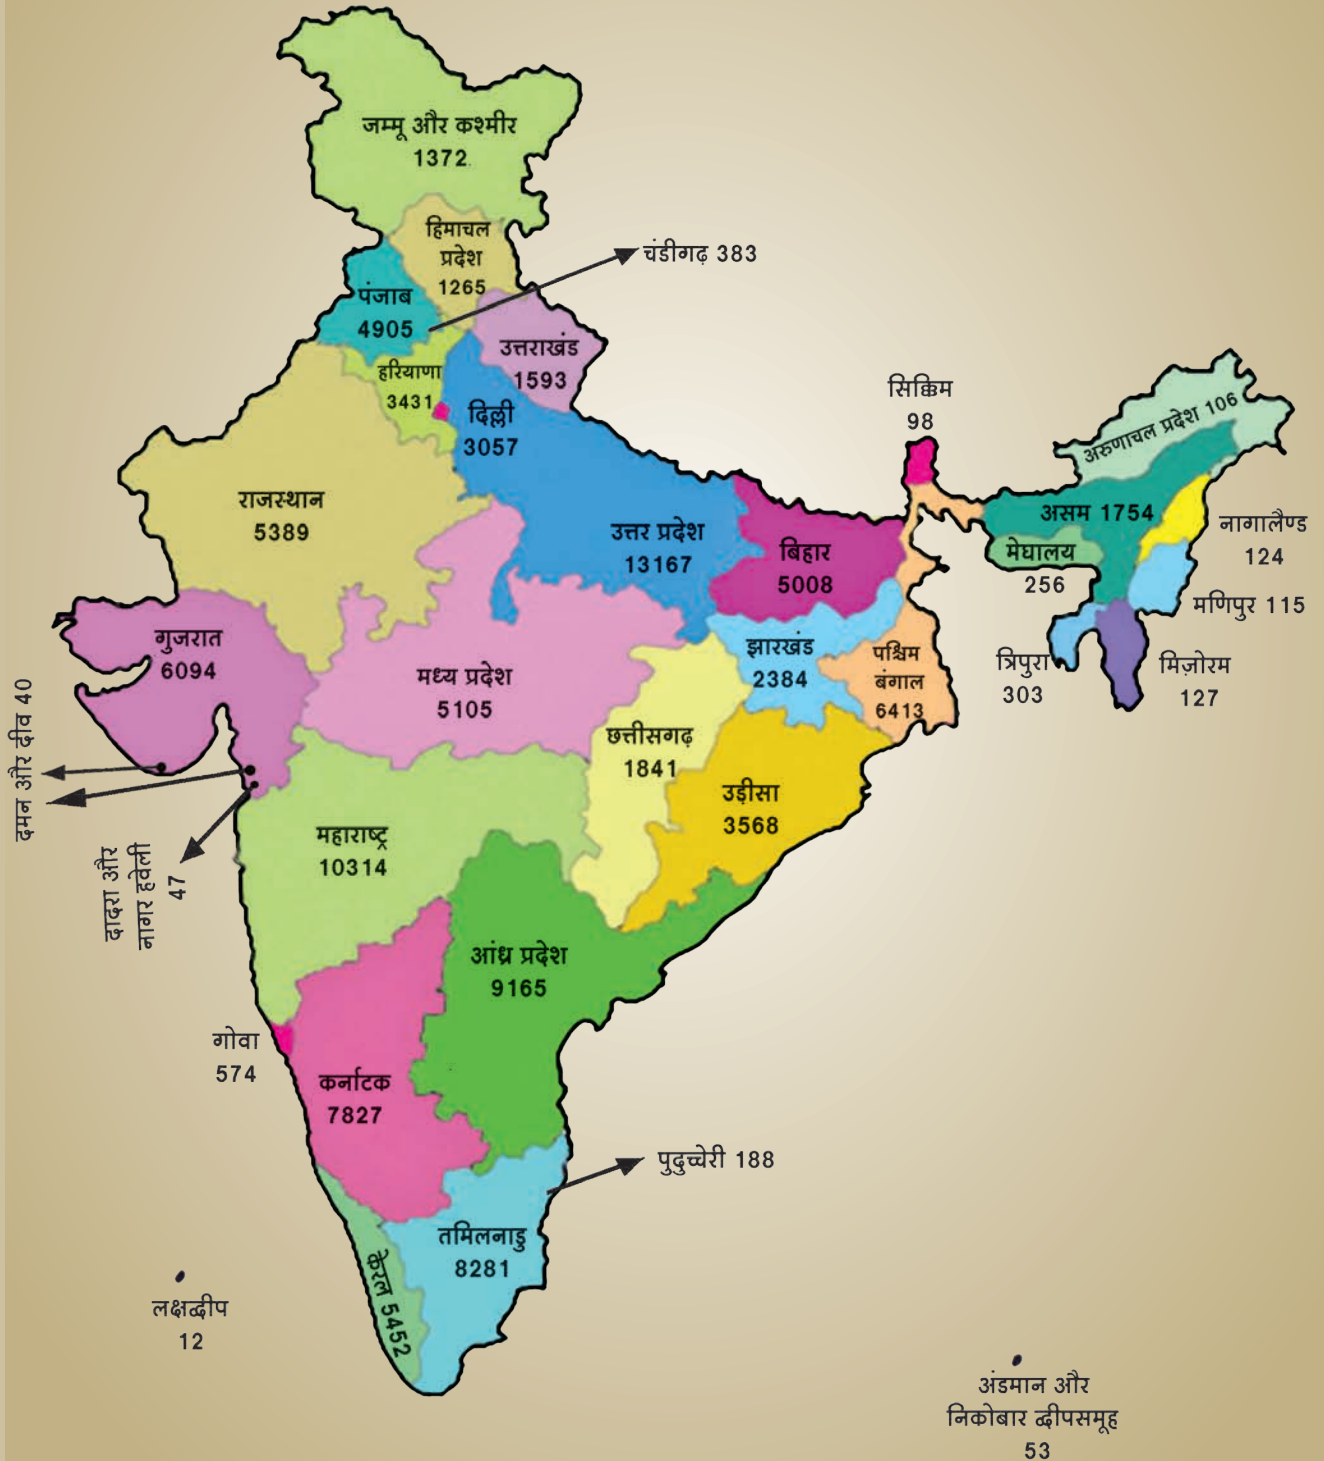 जम्मू और कश्मीर
1372
हिमाचल
प्रदेश
1265
चंडीगढ़ 383
पंजाब
4905
उत्तराखंड
1593
हरियाणा
3431
दिल्ली
3057
सिक्किम
98
अरुणाचल प्रदेश 106
राजस्थान
5389
उत्तर प्रदेश
13167
बिहार
5008
असम 1754
नागालैण्ड
124
मेघालय
256
मणिपुर 115
गुजरात
6094
मध्य प्रदेश
5105
झारखंड
2384
पश्चिम
बंगाल
6413
त्रिपुरा
303
मिज़ोरम
127
दमन और दीव 40
छत्तीसगढ़
1841
उड़ीसा
3568
महाराष्ट्र
10314
दादरा और
नागर हवेली
47
आंध्र प्रदेश
9165
गोवा
574
कर्नाटक
7827
पुदुच्चेरी 188
तमिलनाडु
8281
केरल 5452
लक्षद्वीप
12
अंडमान और
निकोबार द्वीपसमूह
53